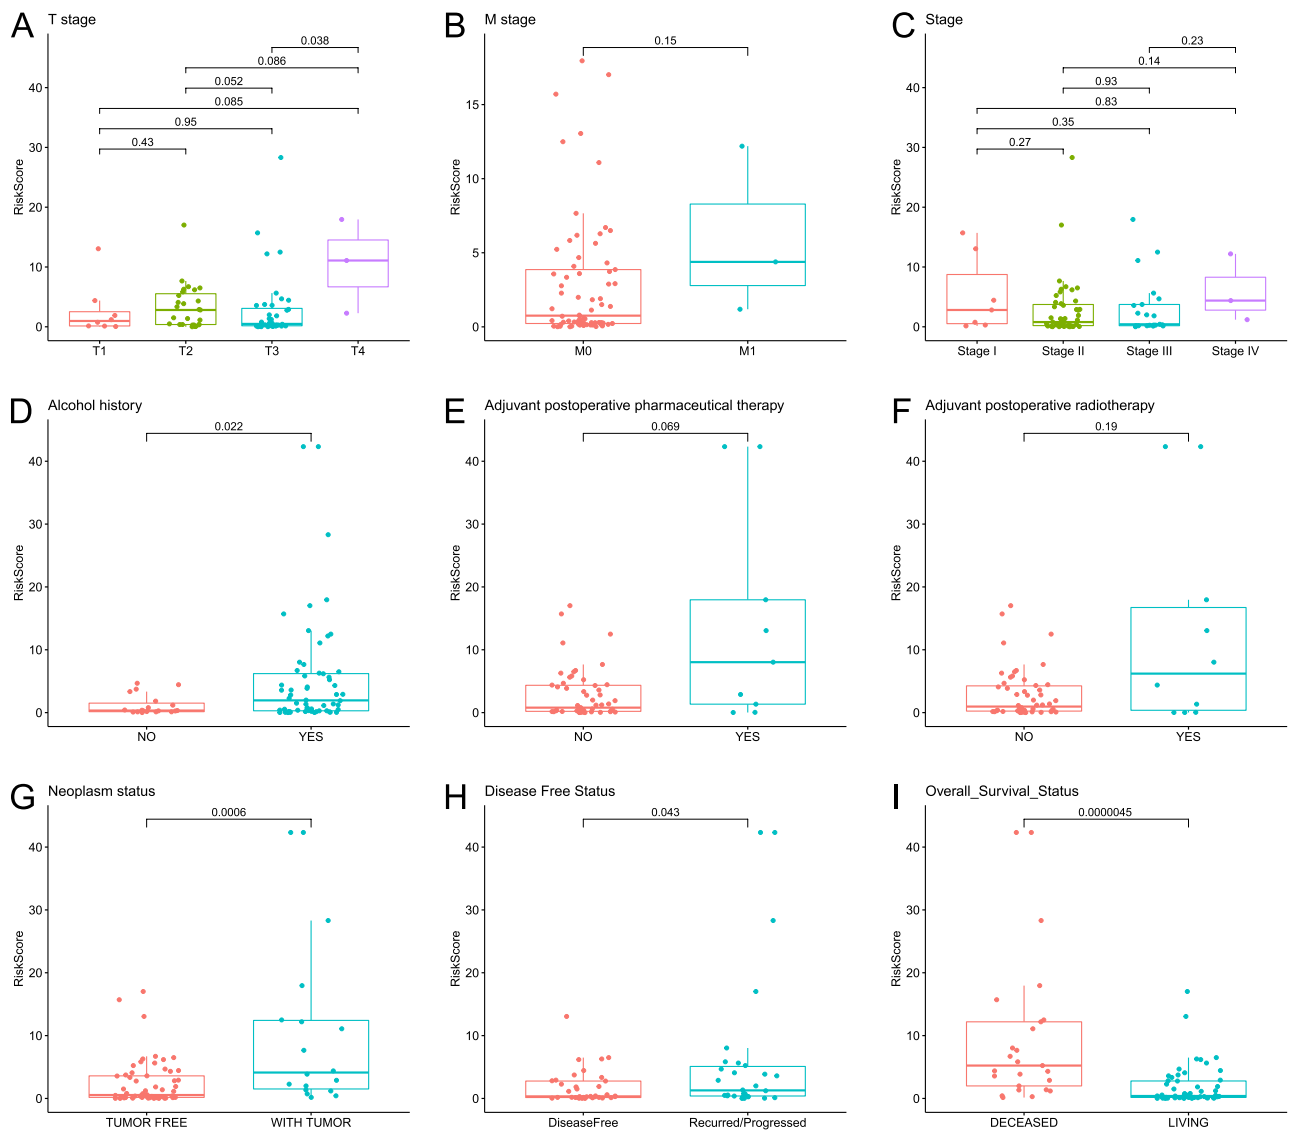 A
T stage
0.038
0.086
0.052
0.085
0.95
0.43
RiskScore
40
30
20
10
0
T1 T2 T3 T4
B
M stage
0.15
RiskScore
15
10
5
0
M0 M1
C
Stage
0.23
0.14
0.93
0.83
0.35
0.27
RiskScore
40
30
20
10
0
Stage I Stage II Stage III Stage IV
D
Alcohol history
0.022
RiskScore
40
30
20
10
0
NO YES
E
Adjuvant postoperative pharmaceutical therapy
0.069
RiskScore
40
30
20
10
0
NO YES
F
Adjuvant postoperative radiotherapy
0.19
RiskScore
40
30
20
10
0
NO YES
G
Neoplasm status
0.0006
RiskScore
40
30
20
10
0
TUMOR FREE WITH TUMOR
H
Disease Free Status
0.043
RiskScore
40
30
20
10
0
DiseaseFree Recurred/Progressed
I
Overall_Survival_Status
0.0000045
RiskScore
40
30
20
10
0
DECEASED LIVING